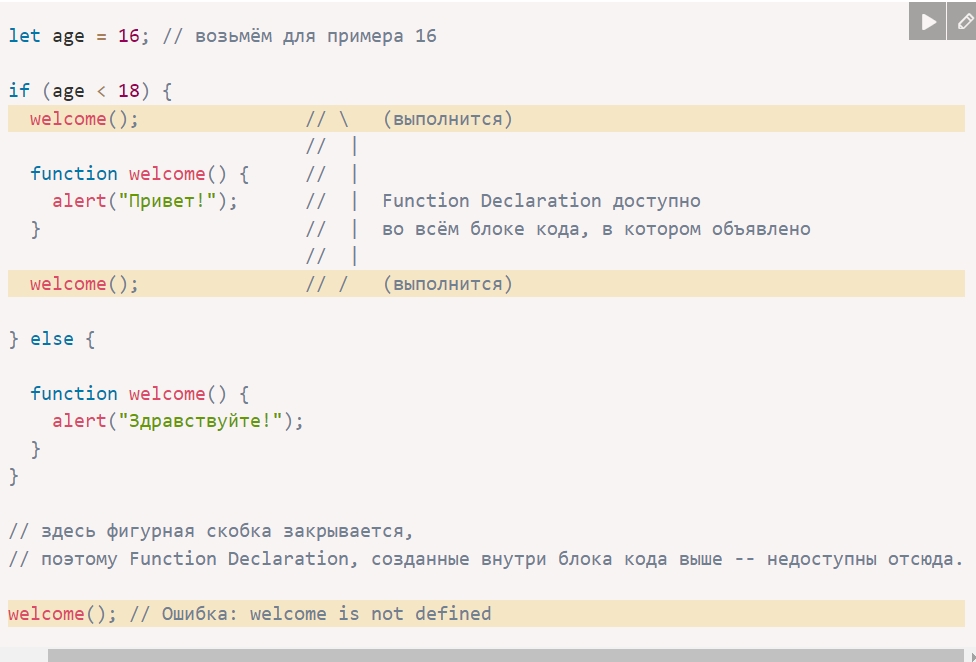 let age = 16; // возьмём для примера 16
if (age < 18) {
  welcome();               // \   (выполнится)
                           //  |
  function welcome() {     //  |
    alert("Привет!");      //  |  Function Declaration доступно
  }                        //  |  во всём блоке кода, в котором объявлено
                           //  |
  welcome();               // /   (выполнится)
} else {
  function welcome() {
    alert("Здравствуйте!");
  }
}
// здесь фигурная скобка закрывается,
// поэтому Function Declaration, созданные внутри блока кода выше -- недоступны отсюда.
welcome(); // Ошибка: welcome is not defined